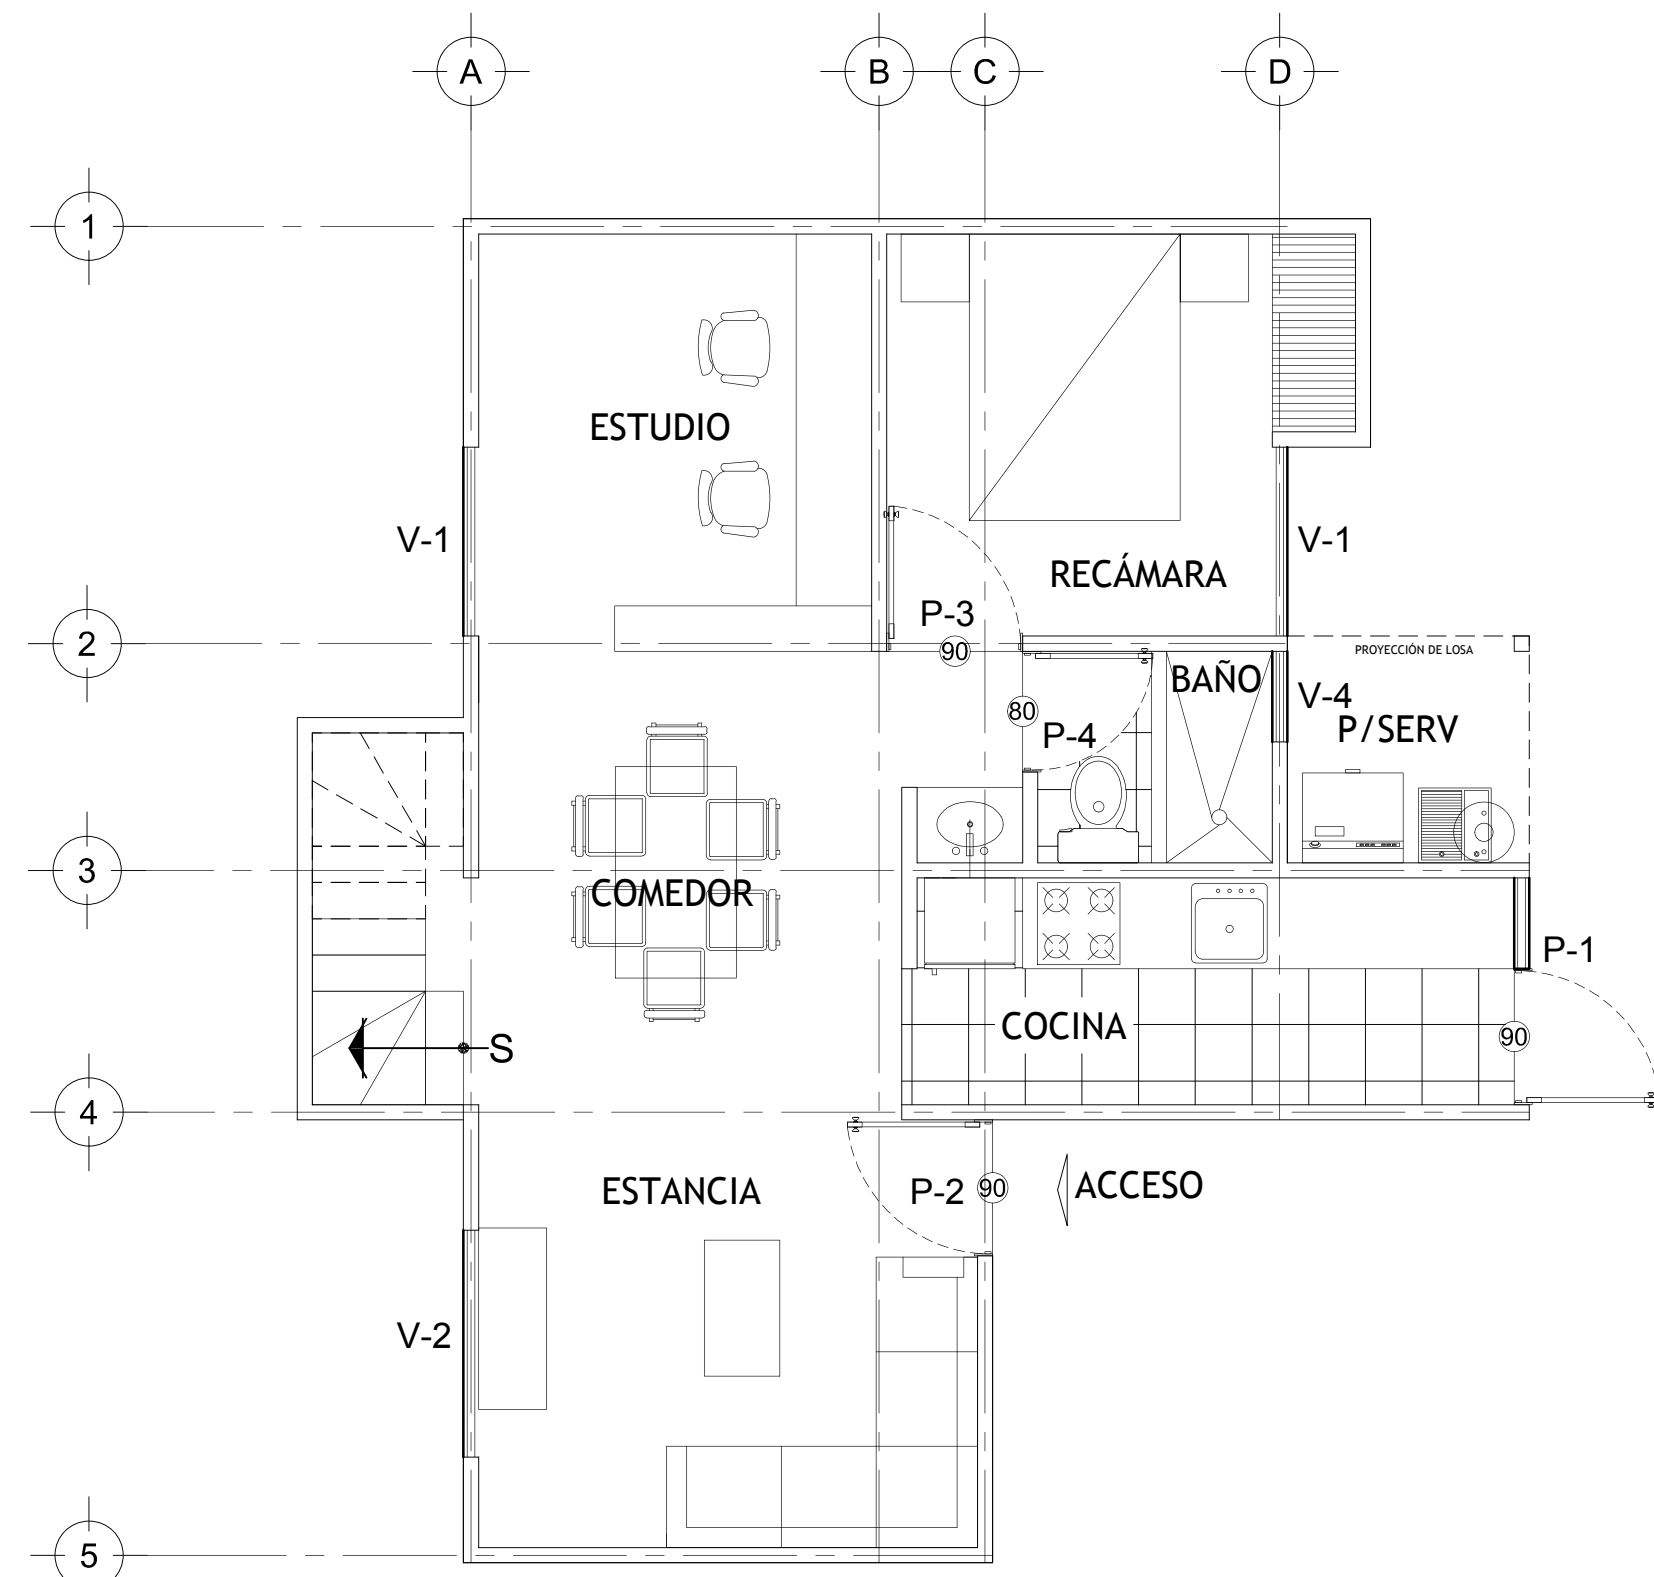 A
B
C
D
1
ESTUDIO
V-1
V-1
RECÁMARA
P-3
2
90
PROYECCIÓN DE LOSA
BAÑO
V-4
80
P-4
P/SERV
3
COMEDOR
P-1
COCINA
90
S
4
ESTANCIA
P-2
90
ACCESO
V-2
5